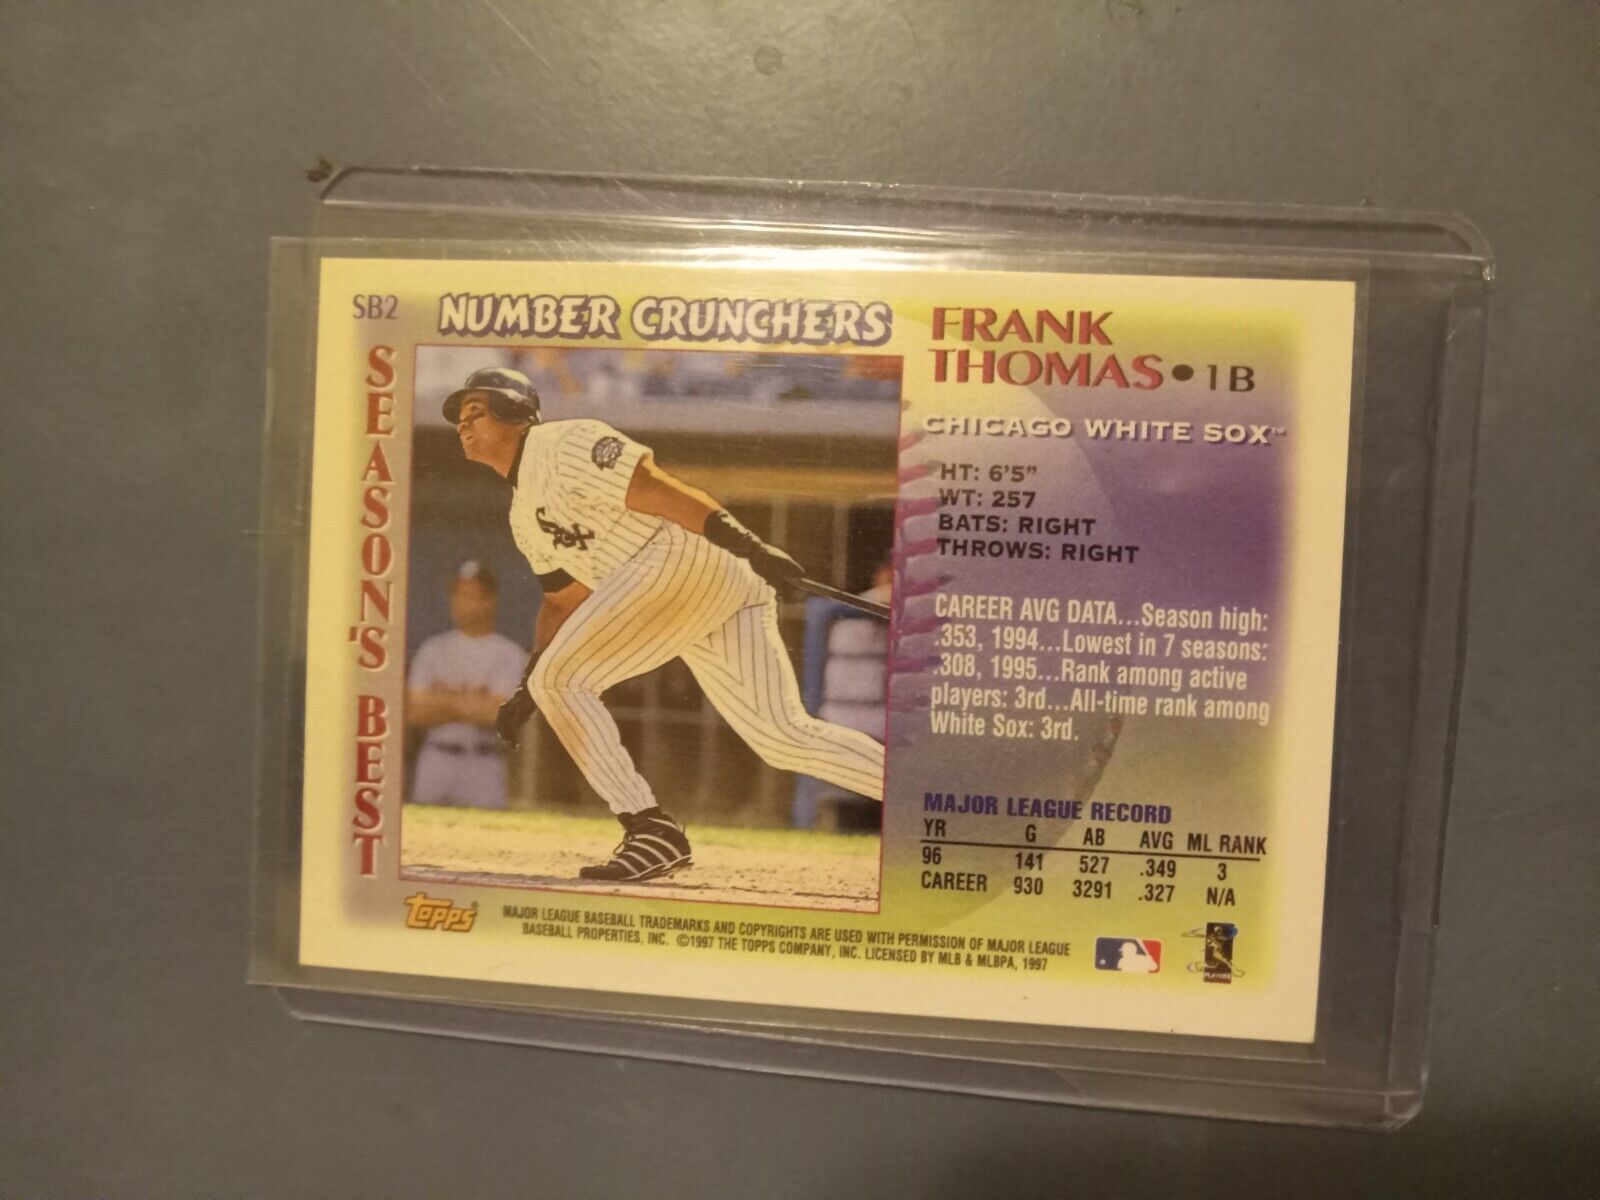 SB2
NUMBER CRUNCHERS
SEASON'S BEST
FRANK
THOMAS • 1B
CHICAGO WHITE SOX™
HT: 6'5"
WT: 257
BATS: RIGHT
THROWS: RIGHT
CAREER AVG DATA...Season high:
.353, 1994...Lowest in 7 seasons:
.308, 1995...Rank among active
players: 3rd...All-time rank among
White Sox: 3rd.
MAJOR LEAGUE RECORD
YR G AB AVG ML RANK
96 141 527 .349 3
CAREER 930 3291 .327 N/A
topps®
MAJOR LEAGUE BASEBALL TRADEMARKS AND COPYRIGHTS ARE USED WITH PERMISSION OF MAJOR LEAGUE
BASEBALL PROPERTIES, INC. ©1997 THE TOPPS COMPANY, INC. LICENSED BY MLB & MLBPA, 1997
PLAYERS
Sox